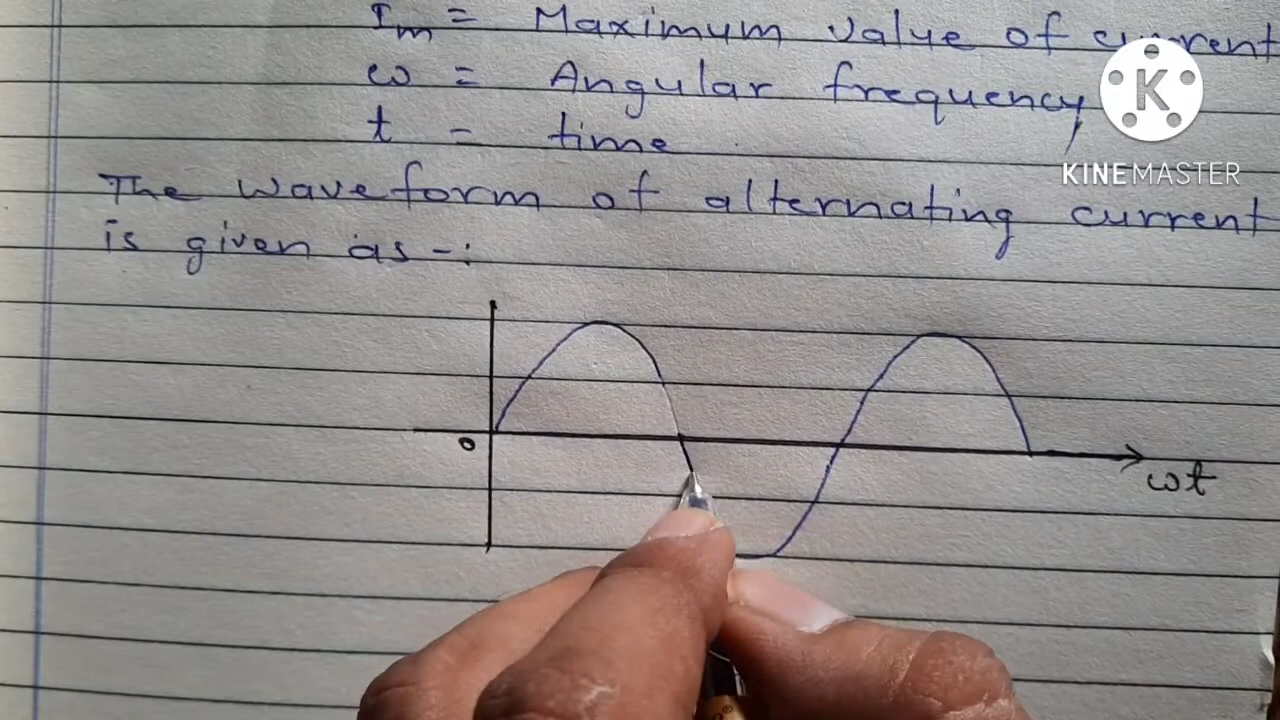 Im = Maximum value of current
ω = Angular frequency
t = time
The waveform of alternating current
is given as -:
K
KINEMASTER
0
ωt